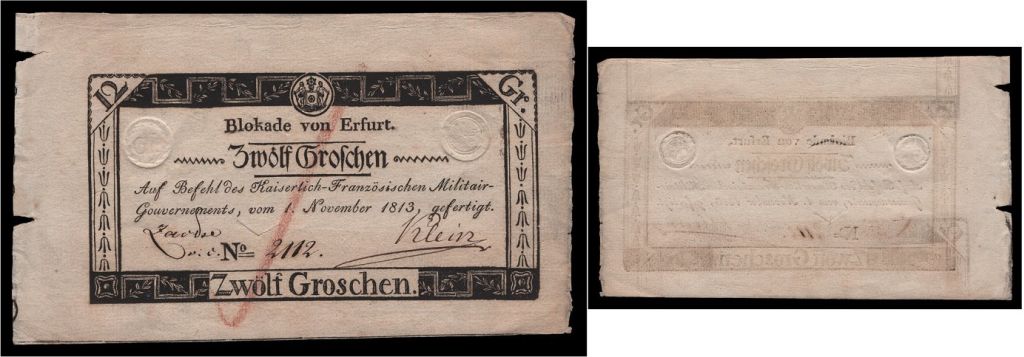 12 Gr.
Blokade von Erfurt.
Zwölf Groschen
Auf Befehl des Kaiserlich-Französischen Militair-
Gouvernements, vom 1. November 1813, gefertigt.
No 2112. Klein
Zwölf Groschen.